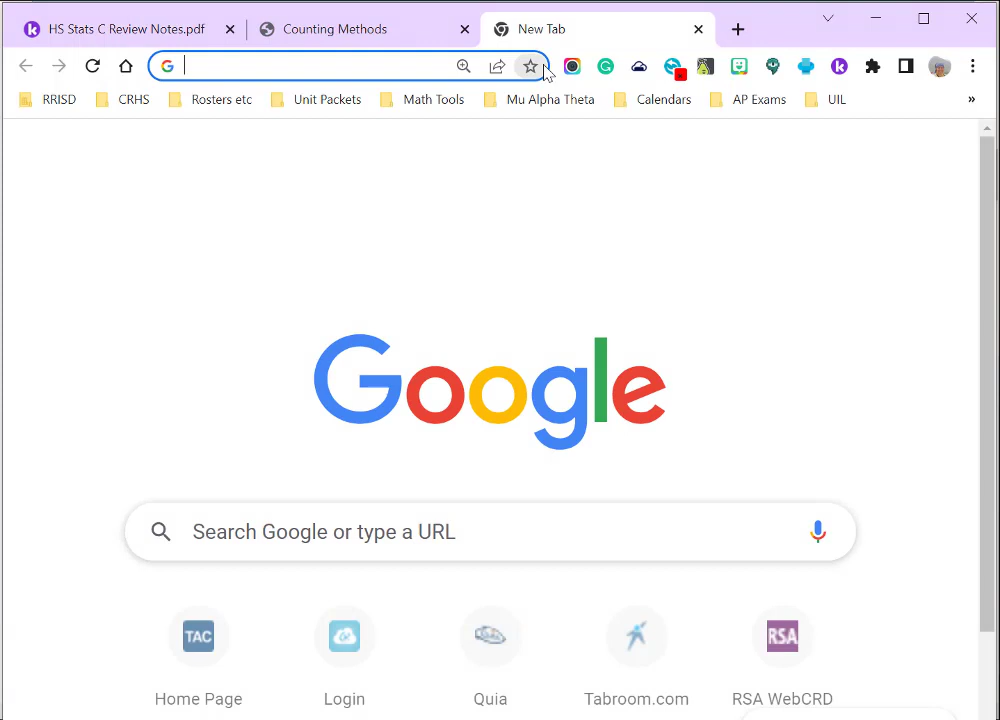 HS Stats C Review Notes.pdf
Counting Methods
New Tab
RRISD
CRHS
Rosters etc
Unit Packets
Math Tools
Mu Alpha Theta
Calendars
AP Exams
UIL
»
Google
Search Google or type a URL
TAC
RSA
Home Page
Login
Quia
Tabroom.com
RSA WebCRD